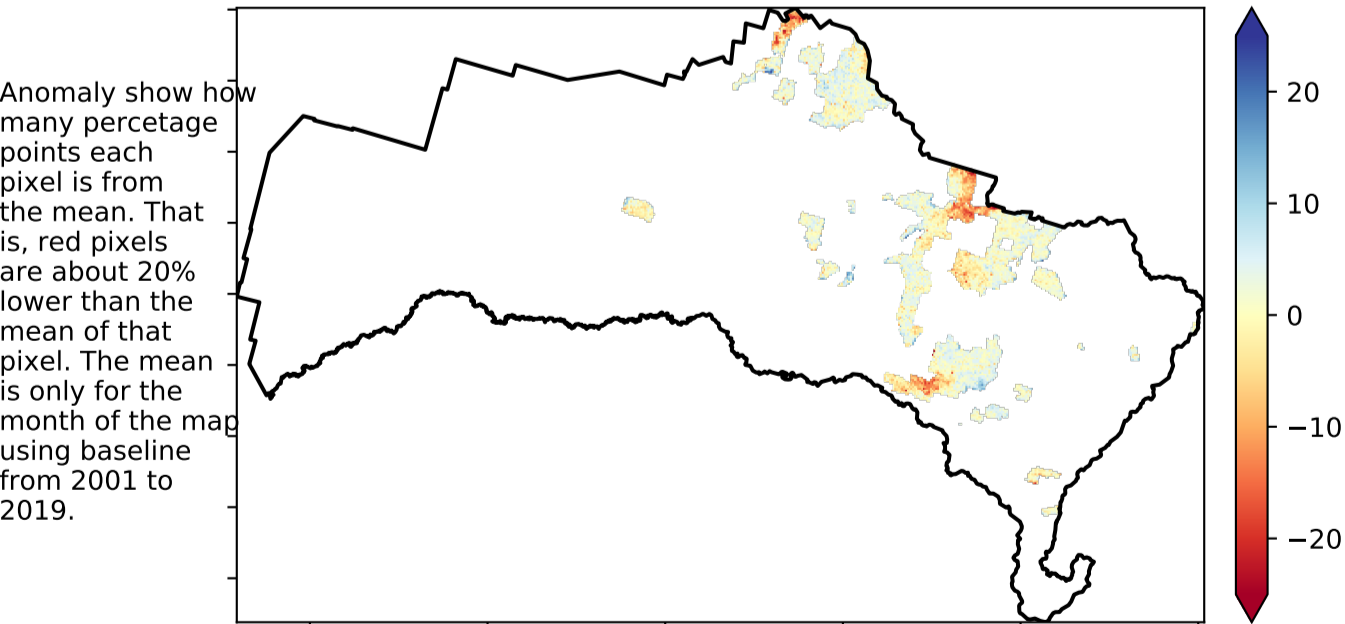 Anomaly show how
many percetage
points each
pixel is from
the mean. That
is, red pixels
are about 20%
lower than the
mean of that
pixel. The mean
is only for the
month of the map
using baseline
from 2001 to
2019.
20
10
0
−10
−20